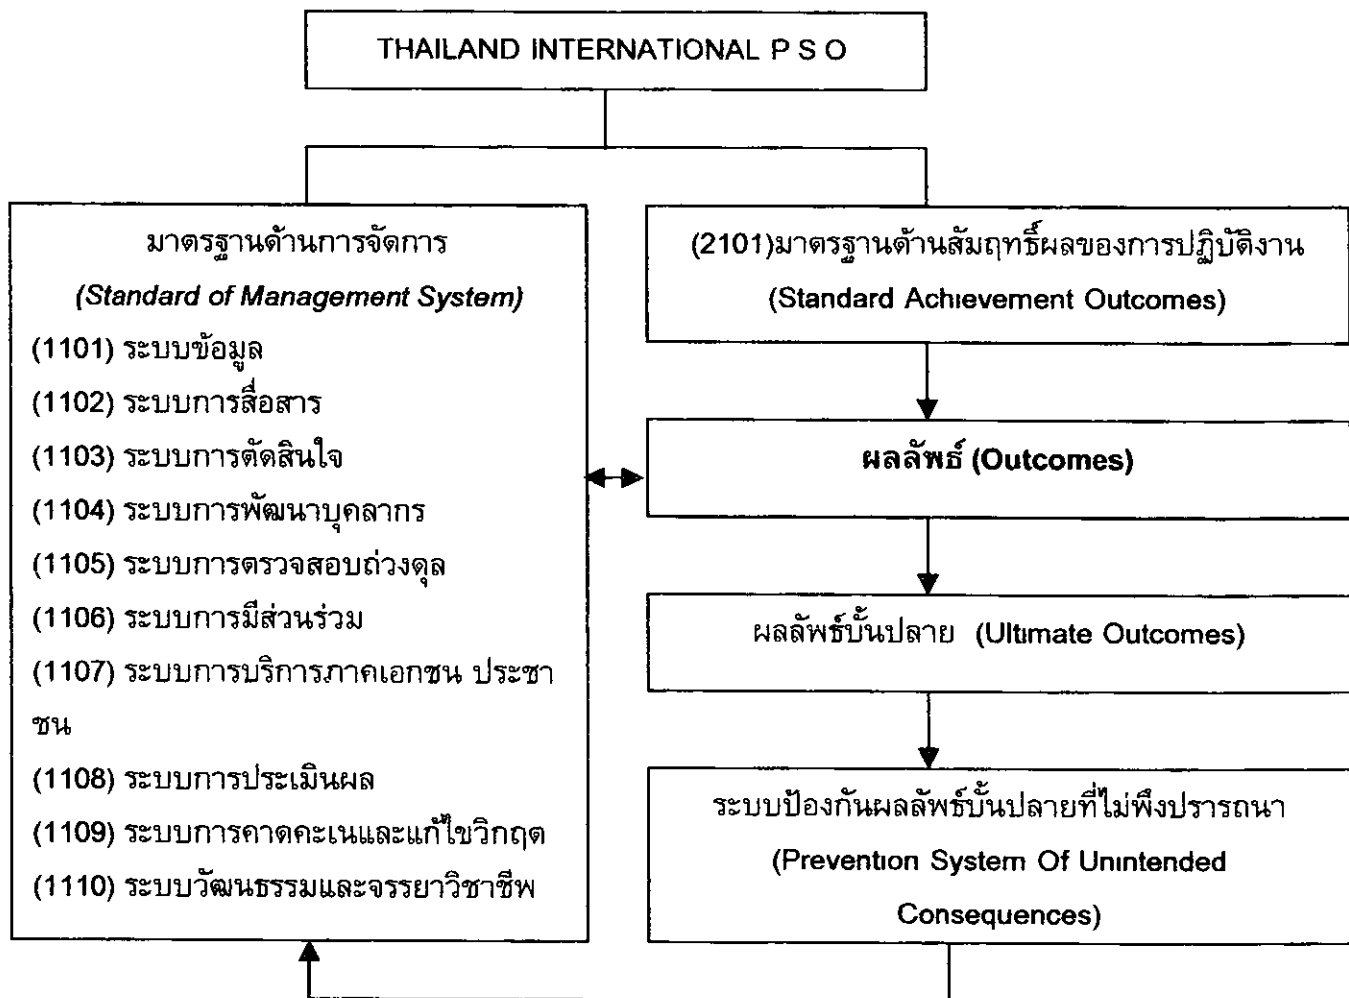 THAILAND INTERNATIONAL P S O
มาตรฐานด้านการจัดการ
(Standard of Management System)
(1101) ระบบข้อมูล
(1102) ระบบการสื่อสาร
(1103) ระบบการตัดสินใจ
(1104) ระบบการพัฒนาบุคลากร
(1105) ระบบการตรวจสอบถ่วงดุล
(1106) ระบบการมีส่วนร่วม
(1107) ระบบการบริการภาคเอกชน ประชา
ชน
(1108) ระบบการประเมินผล
(1109) ระบบการคาดคะเนและแก้ไขวิกฤต
(1110) ระบบวัฒนธรรมและจรรยาวิชาชีพ
(2101)มาตรฐานด้านสัมฤทธิ์ผลของการปฏิบัติงาน
(Standard Achievement Outcomes)
ผลลัพธ์ (Outcomes)
ผลลัพธ์บั้นปลาย (Ultimate Outcomes)
ระบบป้องกันผลลัพธ์บั้นปลายที่ไม่พึงปรารถนา
(Prevention System Of Unintended
Consequences)